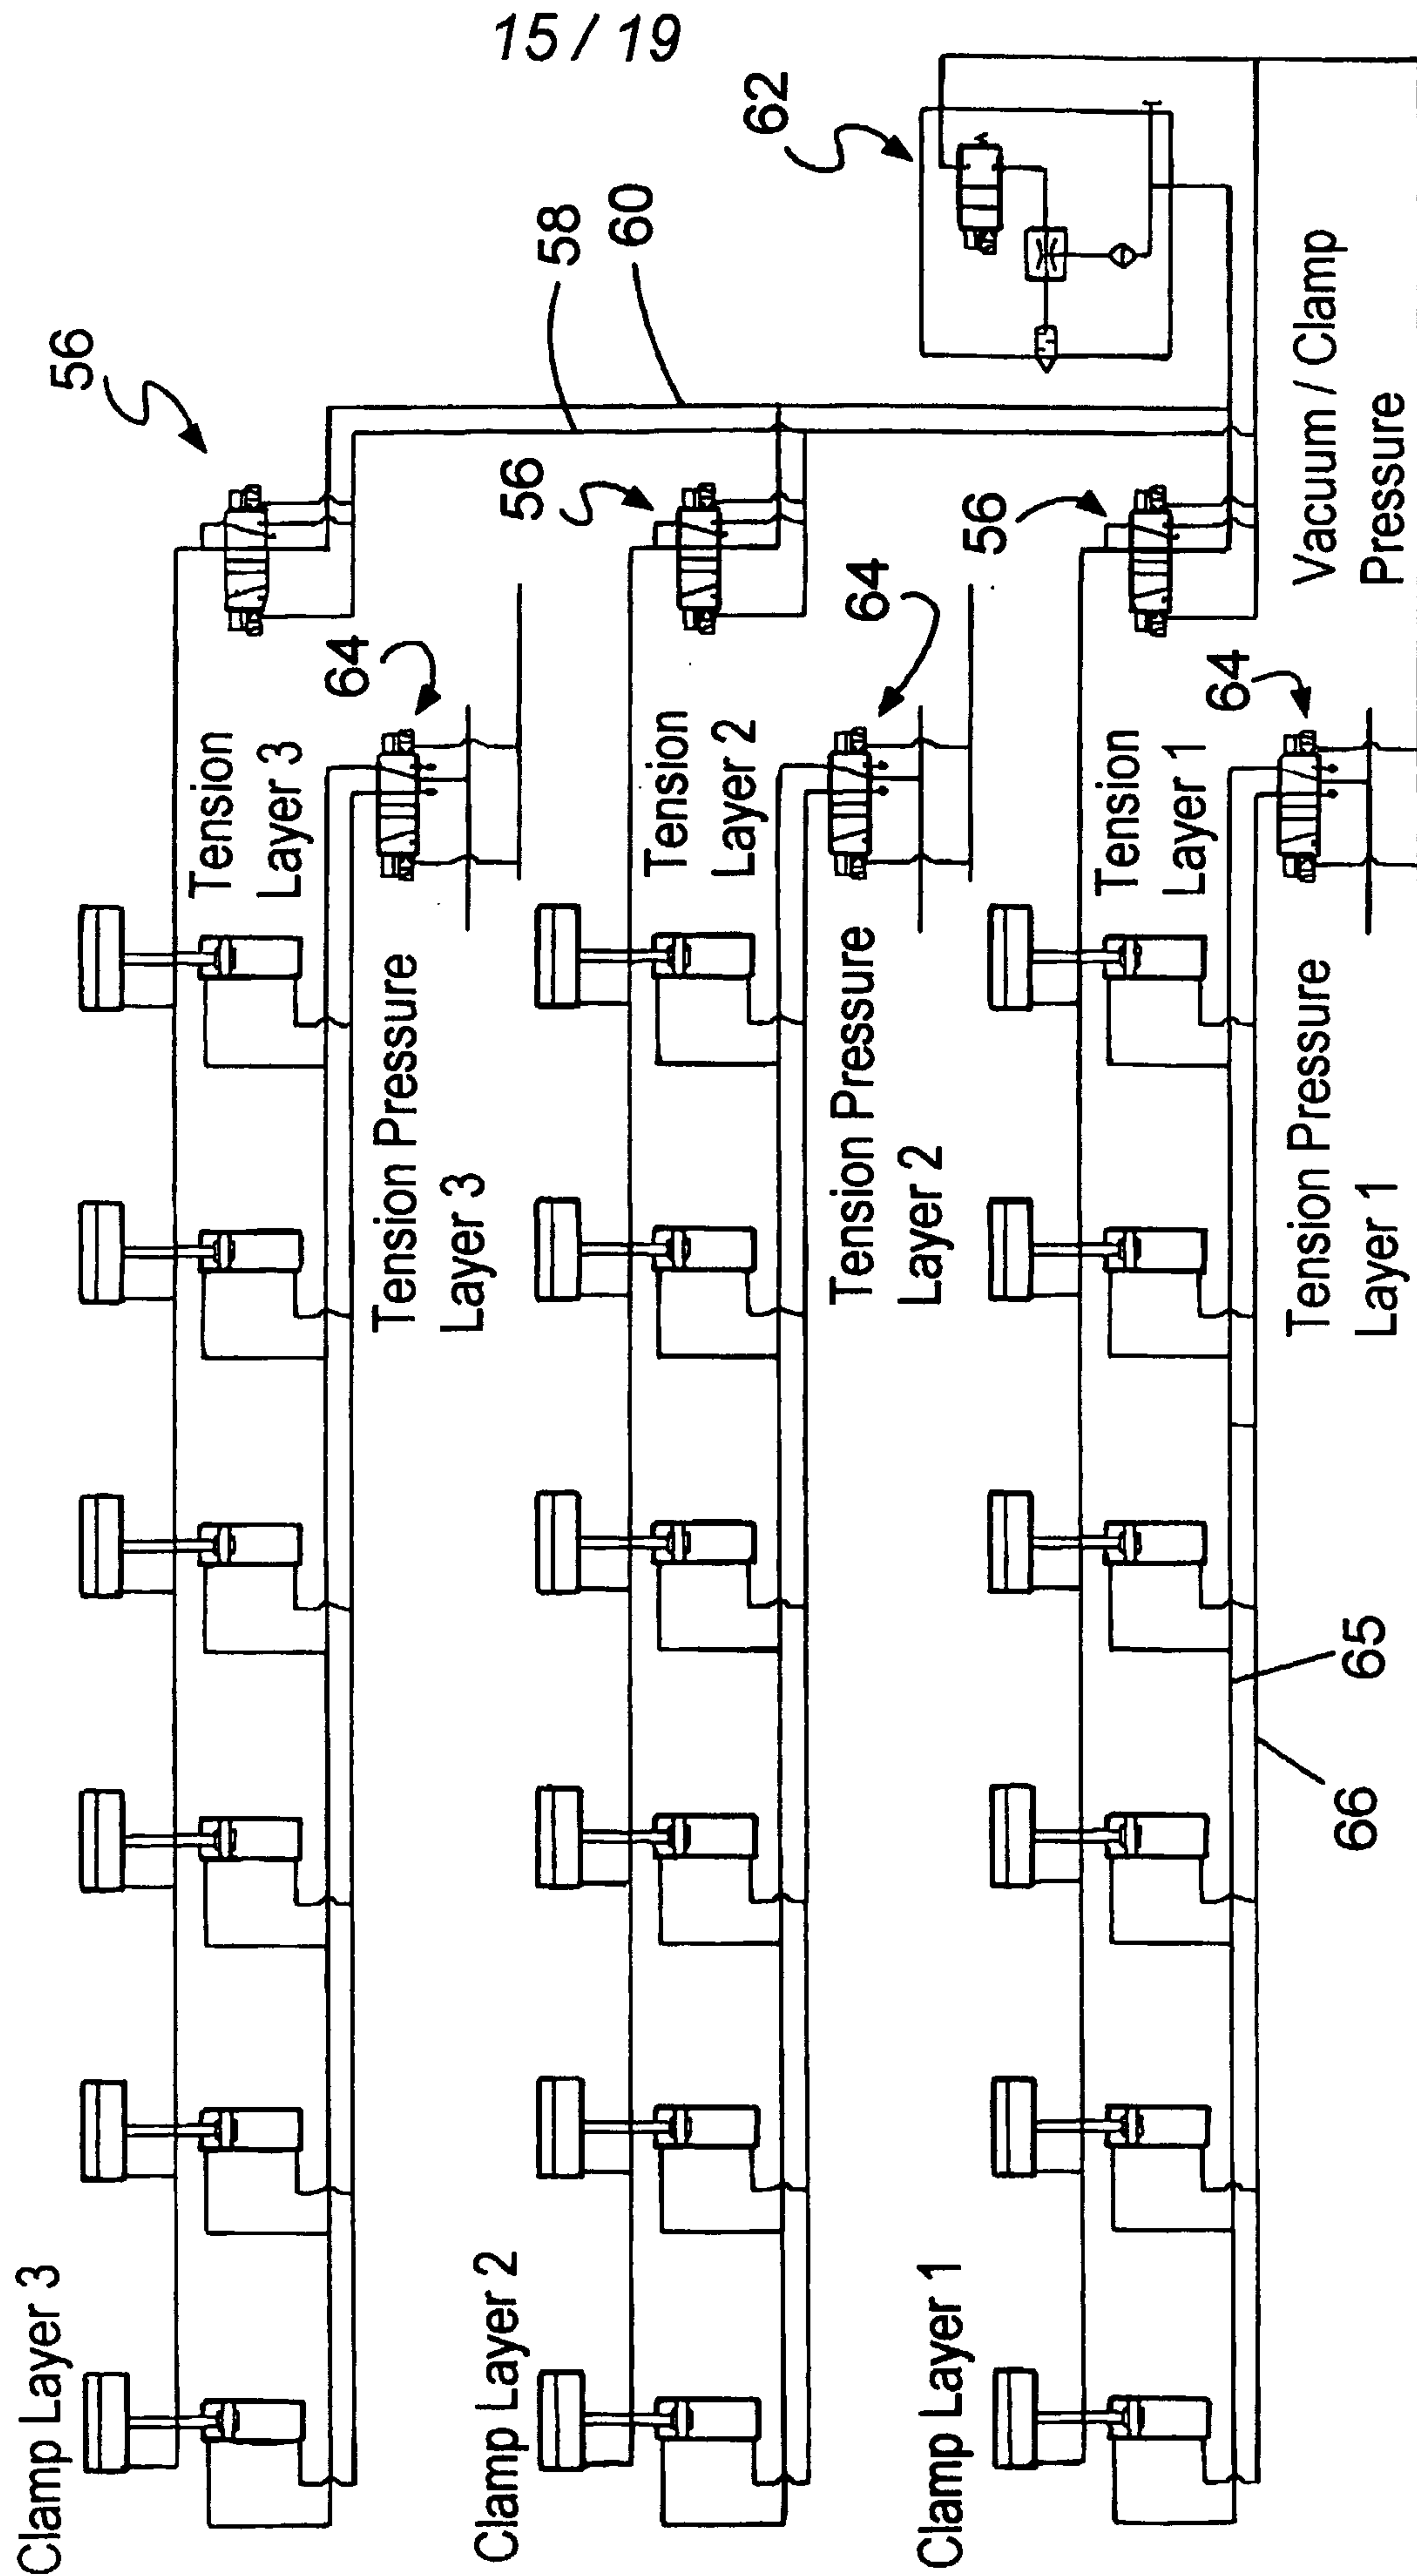 15 / 19
Clamp Layer 3
Tension
Layer 3
56
64
Tension Pressure
Layer 3
58
60
62
Clamp Layer 2
Tension
Layer 2
56
64
Tension Pressure
Layer 2
Clamp Layer 1
Tension
Layer 1
56
64
Tension Pressure
Layer 1
Vacuum / Clamp
Pressure
65
66